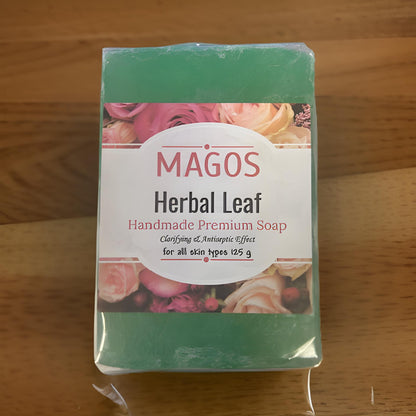 MAGOS
Herbal Leaf
Handmade Premium Soap
Clarifying & Antiseptic Effect
for all skin types 125 g